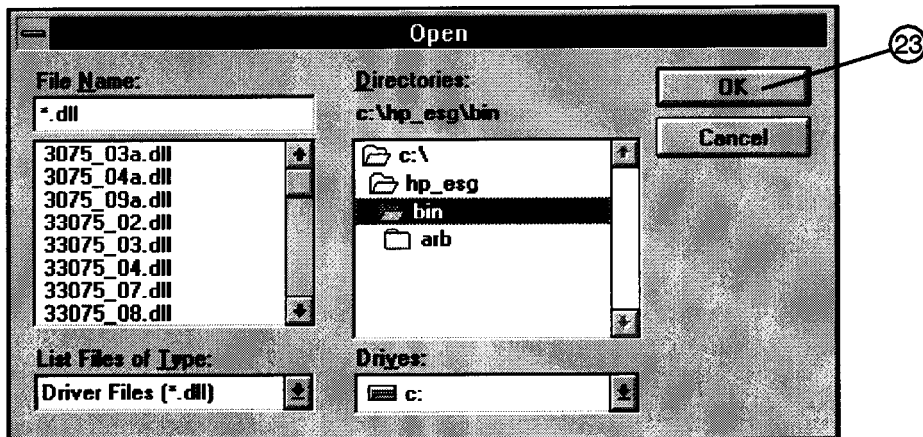 Open
23
File Name:
*.dll
3075_03a.dll
3075_04a.dll
3075_09a.dll
33075_02.dll
33075_03.dll
33075_04.dll
33075_07.dll
33075_08.dll
List Files of Type:
Driver Files (*.dll)
Directories:
c:\hp_esg\bin
c:\
hp_esg
bin
arb
Drives:
c:
OK
Cancel